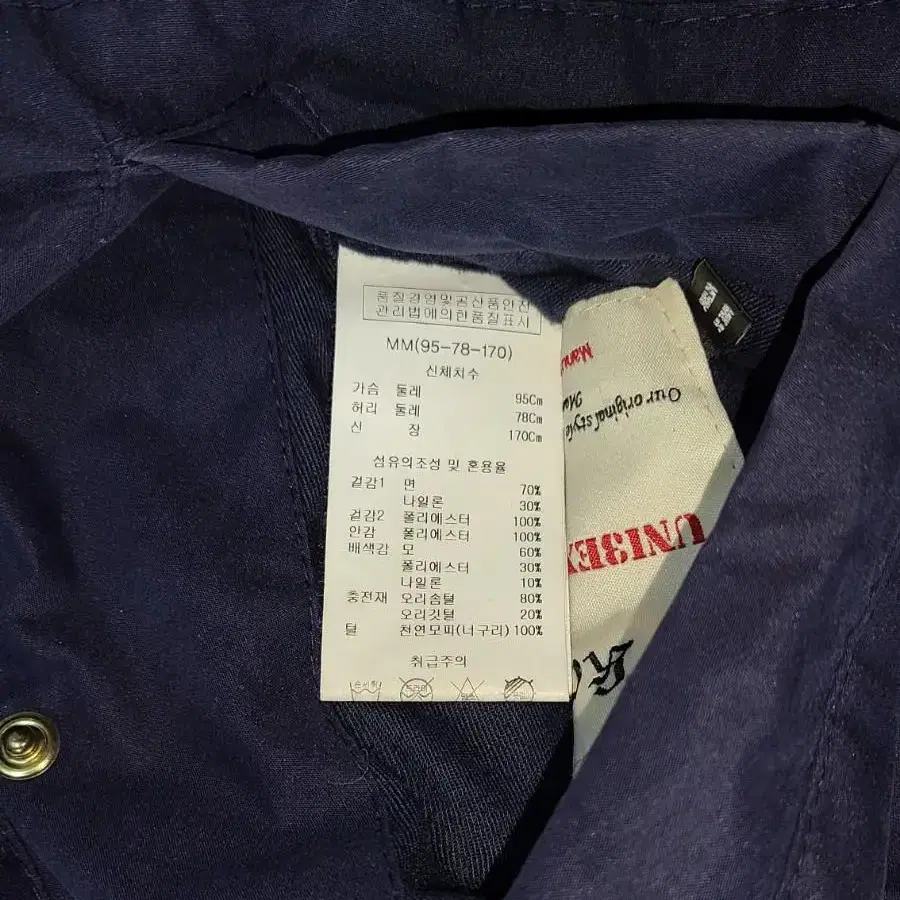 품질경영및공산품안전
관리법에의한품질표시
MM(95-78-170)
신체치수
가슴 둘레 95Cm
허리 둘레 78Cm
신 장 170Cm
섬유의조성 및 혼용율
겉감1 면 70%
나일론 30%
겉감2 폴리에스터 100%
안감 폴리에스터 100%
배색감 모 60%
폴리에스터 30%
나일론 10%
충전재 오리솜털 80%
오리깃털 20%
털 천연모피(너구리) 100%
취급주의
Our original style
UNI3EX